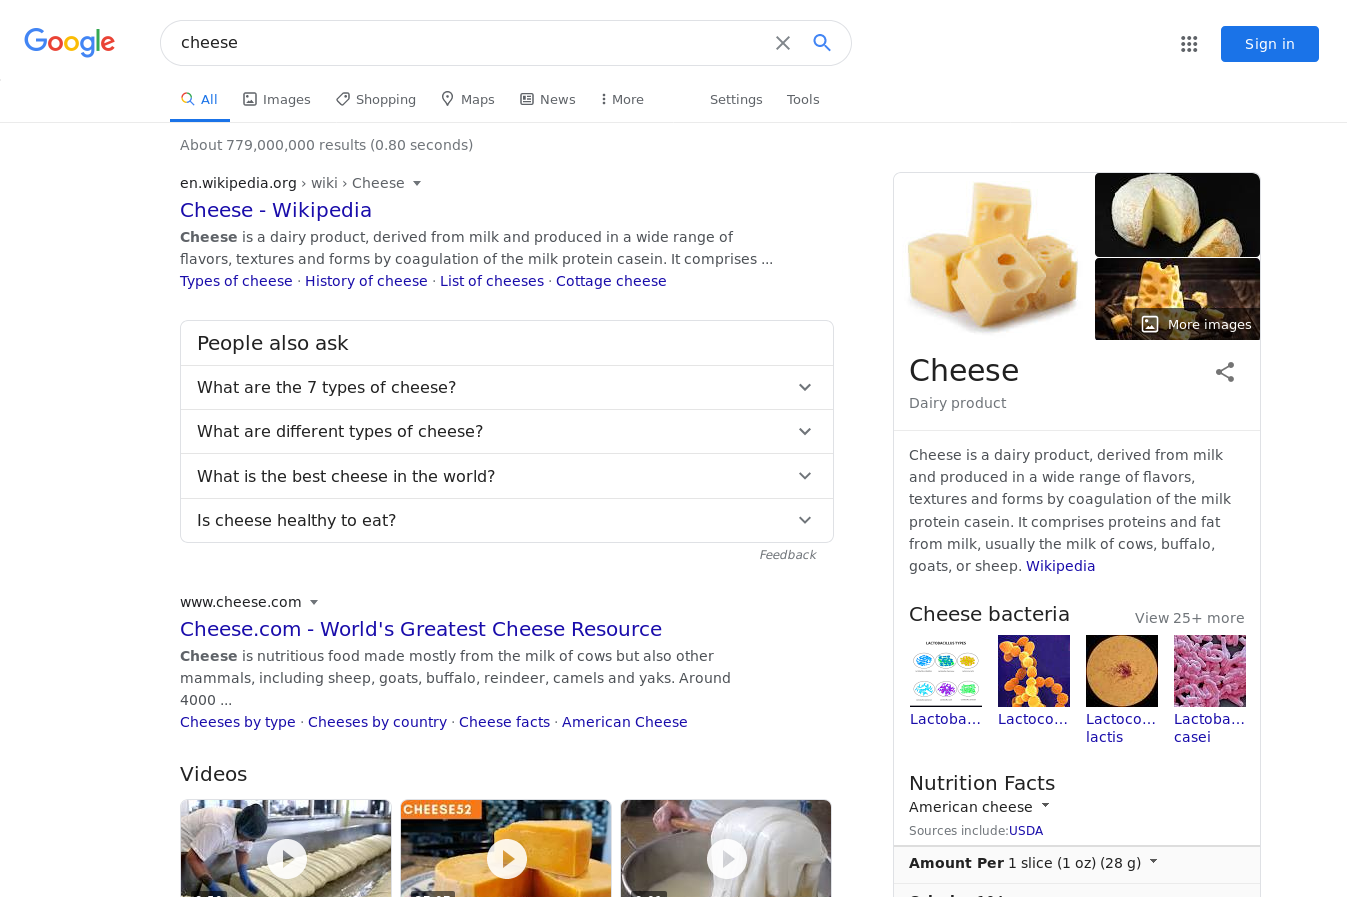 Google
cheese
Sign in
All
Images
Shopping
Maps
News
More
Settings
Tools
About 779,000,000 results (0.80 seconds)
en.wikipedia.org › wiki › Cheese
Cheese - Wikipedia
Cheese is a dairy product, derived from milk and produced in a wide range of
flavors, textures and forms by coagulation of the milk protein casein. It comprises ...
Types of cheese · History of cheese · List of cheeses · Cottage cheese
People also ask
What are the 7 types of cheese?
What are different types of cheese?
What is the best cheese in the world?
Is cheese healthy to eat?
Feedback
www.cheese.com
Cheese.com - World's Greatest Cheese Resource
Cheese is nutritious food made mostly from the milk of cows but also other
mammals, including sheep, goats, buffalo, reindeer, camels and yaks. Around
4000 ...
Cheeses by type · Cheeses by country · Cheese facts · American Cheese
Videos
CHEESE52
More images
Cheese
Dairy product
Cheese is a dairy product, derived from milk
and produced in a wide range of flavors,
textures and forms by coagulation of the milk
protein casein. It comprises proteins and fat
from milk, usually the milk of cows, buffalo,
goats, or sheep. Wikipedia
Cheese bacteria
View 25+ more
LACTOBACILLUS TYPES
Lactoba...
Lactoco...
Lactoco...
lactis
Lactoba...
casei
Nutrition Facts
American cheese
Sources include:USDA
Amount Per 1 slice (1 oz) (28 g)